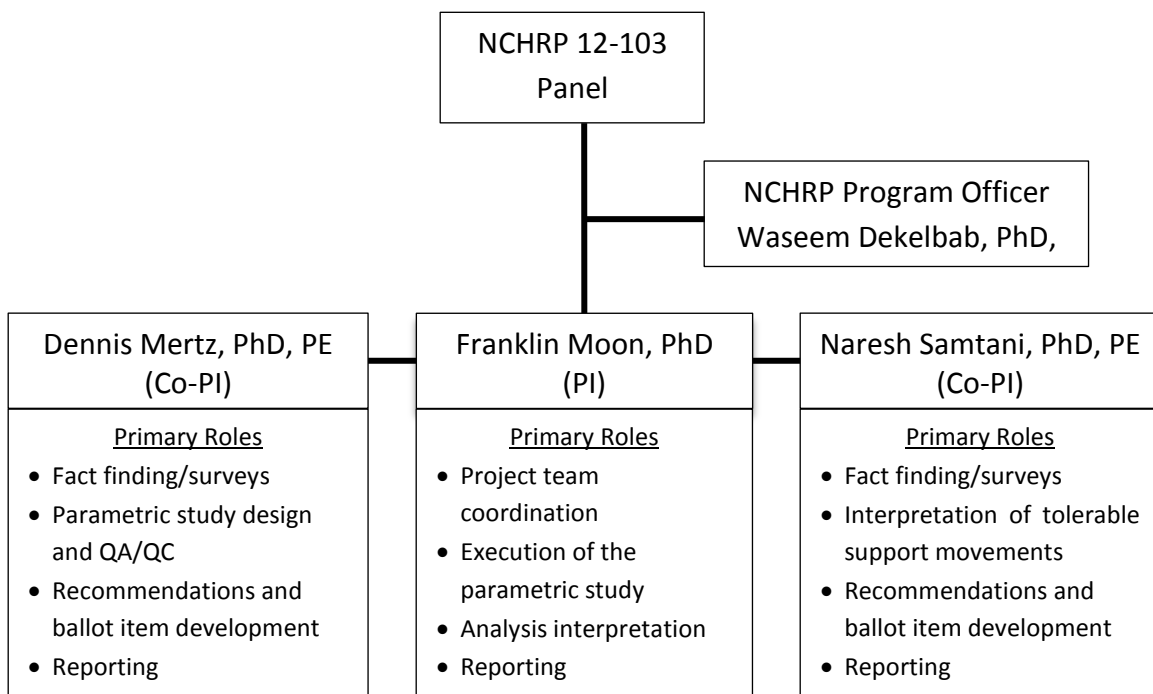 NCHRP 12-103
Panel
NCHRP Program Officer
Waseem Dekelbab, PhD,
Dennis Mertz, PhD, PE
(Co-PI)
Primary Roles
• Fact finding/surveys
• Parametric study design
and QA/QC
• Recommendations and
ballot item development
• Reporting
Franklin Moon, PhD
(PI)
Primary Roles
• Project team
coordination
• Execution of the
parametric study
• Analysis interpretation
• Reporting
Naresh Samtani, PhD, PE
(Co-PI)
Primary Roles
• Fact finding/surveys
• Interpretation of tolerable
support movements
• Recommendations and
ballot item development
• Reporting